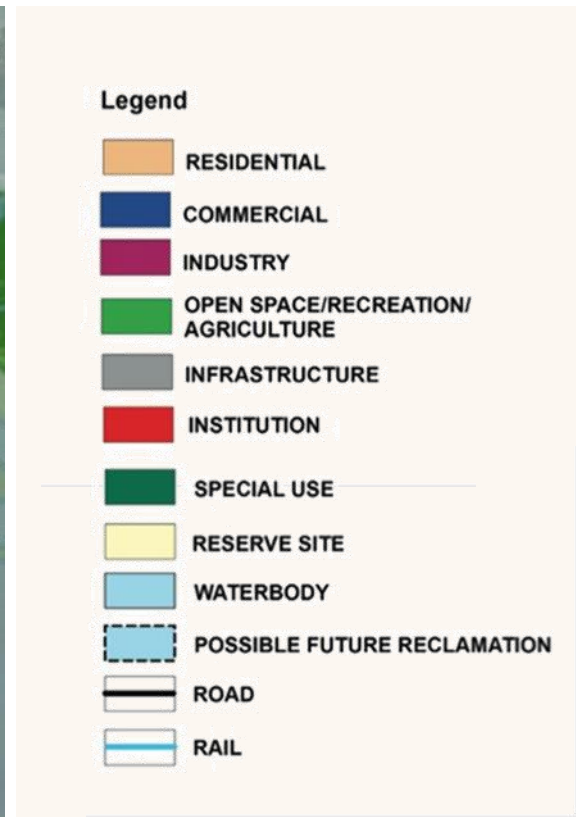 Legend
RESIDENTIAL
COMMERCIAL
INDUSTRY
OPEN SPACE/RECREATION/
AGRICULTURE
INFRASTRUCTURE
INSTITUTION
SPECIAL USE
RESERVE SITE
WATERBODY
POSSIBLE FUTURE RECLAMATION
ROAD
RAIL